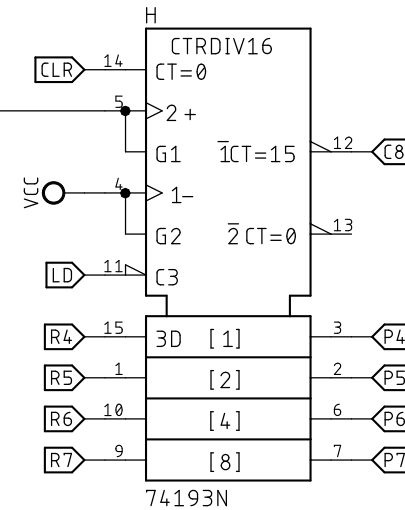 H
CTRDIV16
CLR 14 CT=0
5 2+
G1 1̅CT=15 12 C8
VCC 4 1-
G2 2̅CT=0 13
LD 11 C3
R4 15 3D [1] 3 P4
R5 1 [2] 2 P5
R6 10 [4] 6 P6
R7 9 [8] 7 P7
74193N